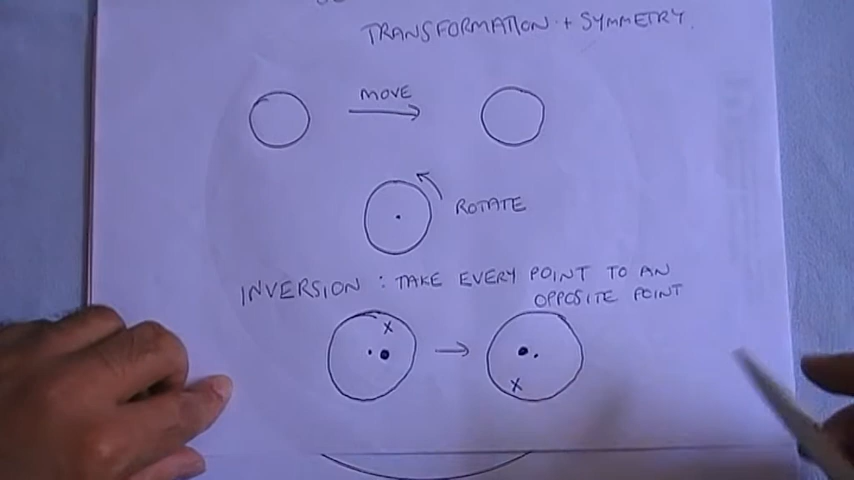 TRANSFORMATION + SYMMETRY.
MOVE
ROTATE
INVERSION : TAKE EVERY POINT TO AN
OPPOSITE POINT
x
x